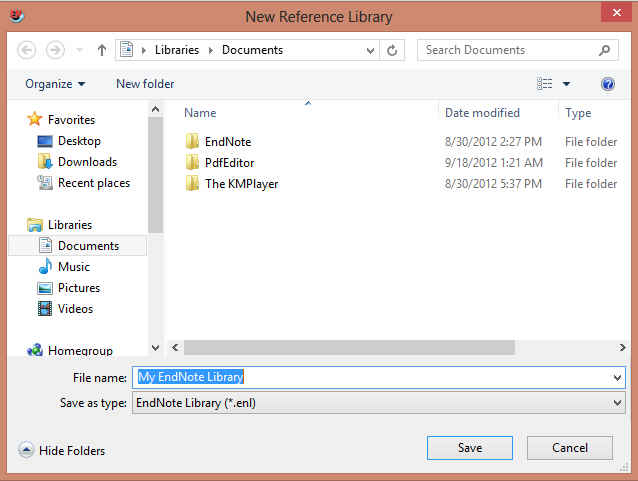 New Reference Library
Libraries Documents
Search Documents
Organize New folder
Favorites
Desktop
Downloads
Recent places
Libraries
Documents
Music
Pictures
Videos
Homegroup
Name Date modified Type
EndNote 8/30/2012 2:27 PM File folder
PdfEditor 9/18/2012 1:21 AM File folder
The KMPlayer 8/30/2012 5:37 PM File folder
File name: My EndNote Library
Save as type: EndNote Library (*.enl)
Hide Folders Save Cancel